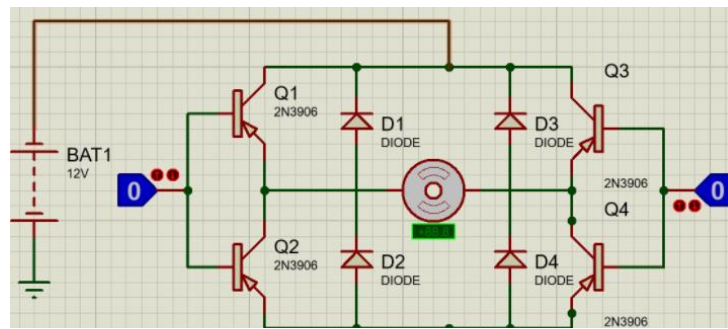 Q3
Q1
2N3906
D1
DIODE
D3
DIODE
BAT1
12V
0
0
2N3906
Q4
Q2
2N3906
D2
DIODE
D4
DIODE
2N3906